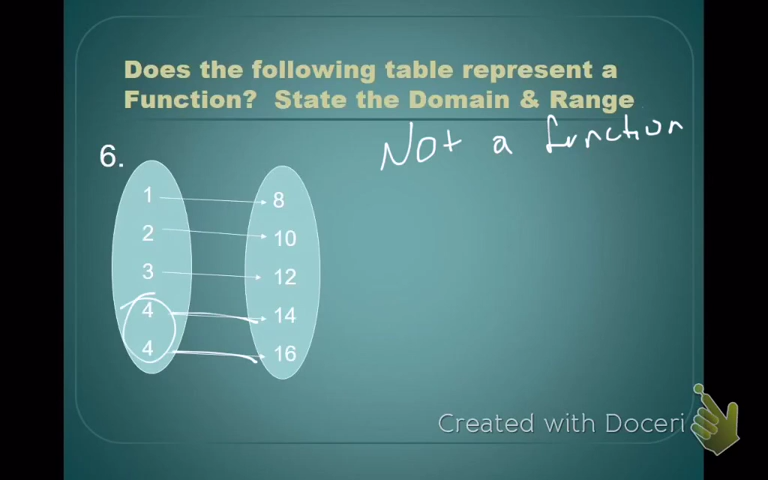 Does the following table represent a
Function? State the Domain & Range
Not a function
6.
1 8
2 10
3 12
4 14
4 16
Created with Doceri